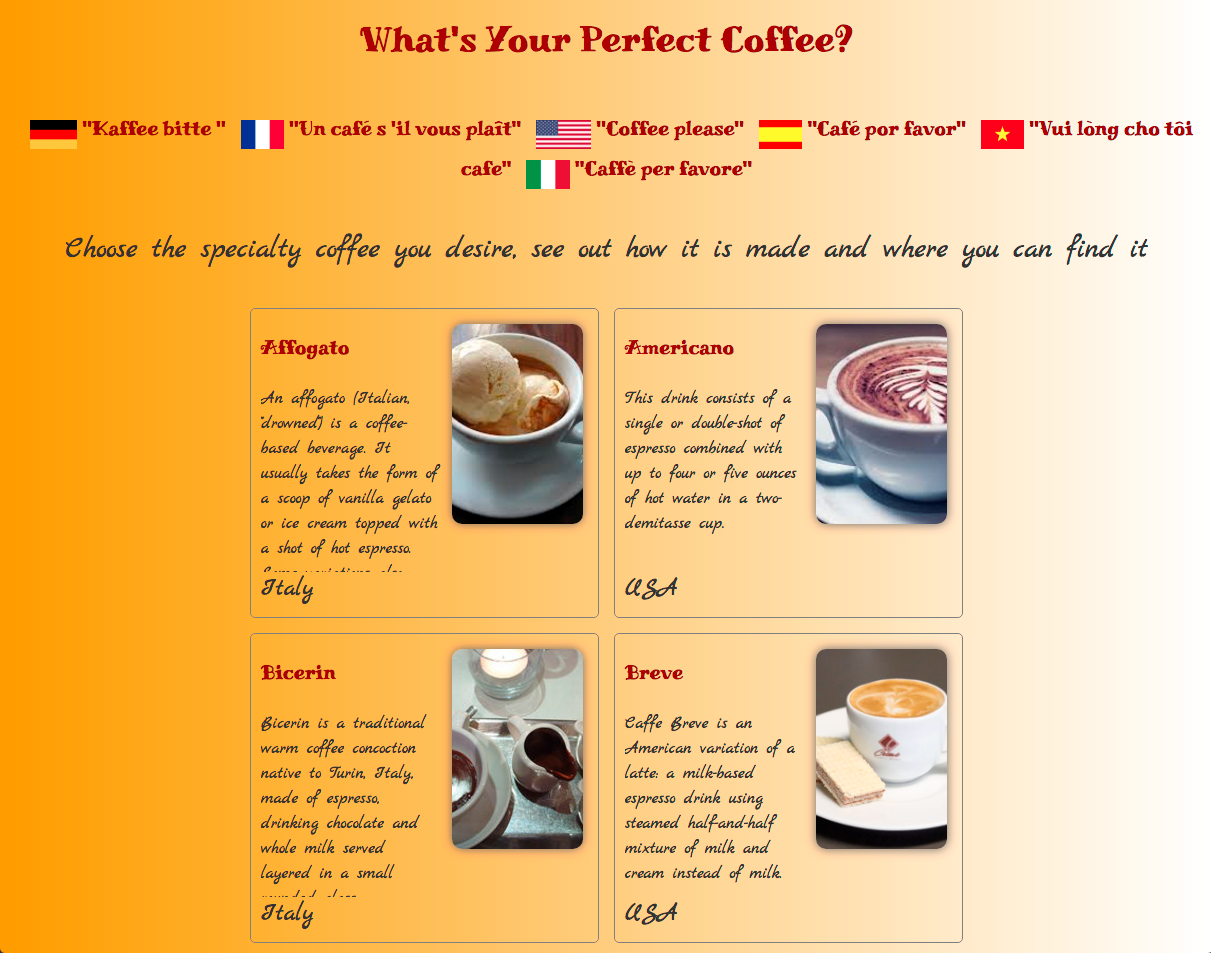 What's Your Perfect Coffee?
"Kaffee bitte " "Un café s 'il vous plaît" "Coffee please" "Café por favor" "Vui lòng cho tôi
cafe" "Caffè per favore"
Choose the specialty coffee you desire, see out how it is made and where you can find it
Affogato
An affogato (Italian,
"drowned") is a coffee-
based beverage. It
usually takes the form of
a scoop of vanilla gelato
or ice cream topped with
a shot of hot espresso.
Italy
Americano
This drink consists of a
single or double-shot of
espresso combined with
up to four or five ounces
of hot water in a two-
demitasse cup.
USA
Bicerin
Bicerin is a traditional
warm coffee concoction
native to Turin, Italy,
made of espresso,
drinking chocolate and
whole milk served
layered in a small
Italy
Breve
Caffe Breve is an
American variation of a
latte: a milk-based
espresso drink using
steamed half-and-half
mixture of milk and
cream instead of milk.
USA